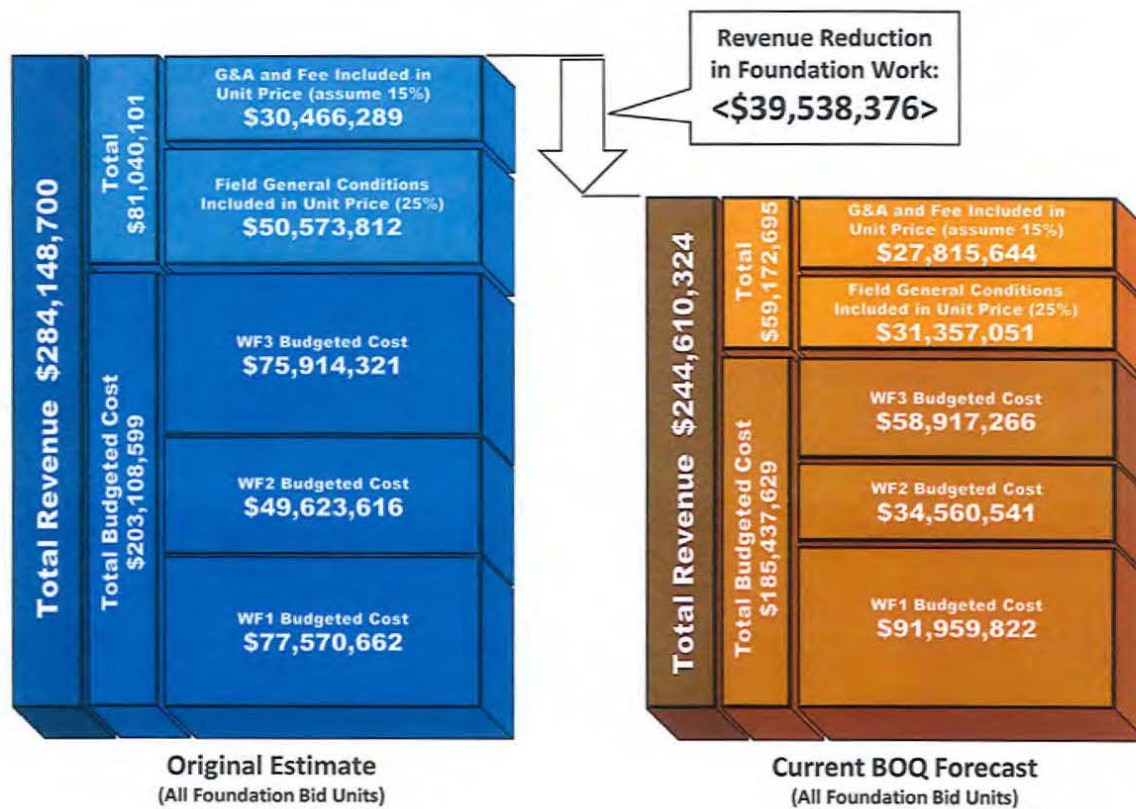 Revenue Reduction
in Foundation Work:
<$39,538,376>
Total Revenue $284,148,700
Total
$81,040,101
Total Budgeted Cost
$203,108,599
G&A and Fee Included in
Unit Price (assume 15%)
$30,466,289
Field General Conditions
Included in Unit Price (25%)
$50,573,812
WF3 Budgeted Cost
$75,914,321
WF2 Budgeted Cost
$49,623,616
WF1 Budgeted Cost
$77,570,662
Original Estimate
(All Foundation Bid Units)
Total Revenue $244,610,324
Total
$59,172,695
Total Budgeted Cost
$185,437,629
G&A and Fee Included in
Unit Price (assume 15%)
$27,815,644
Field General Conditions
Included in Unit Price (25%)
$31,357,051
WF3 Budgeted Cost
$58,917,266
WF2 Budgeted Cost
$34,560,541
WF1 Budgeted Cost
$91,959,822
Current BOQ Forecast
(All Foundation Bid Units)